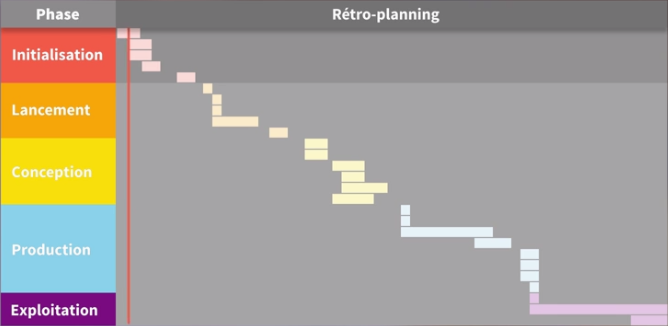 Phase
Rétro-planning
Initialisation
Lancement
Conception
Production
Exploitation